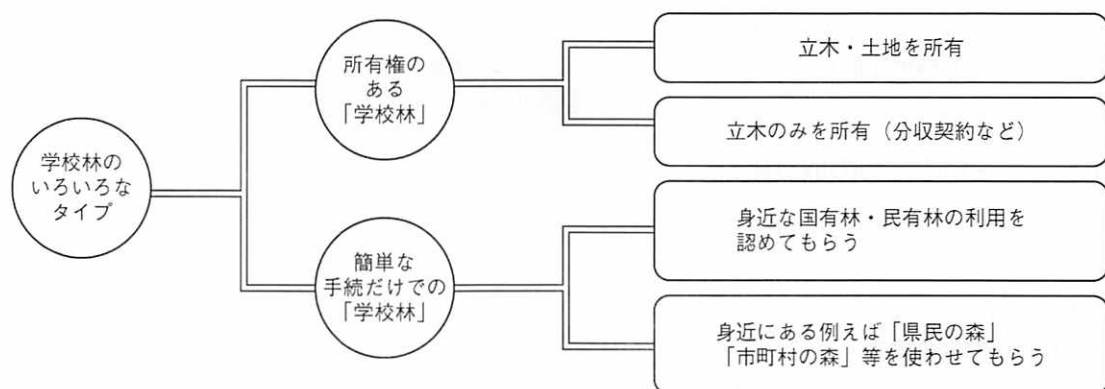 学校林の
いろいろな
タイプ
所有権の
ある
「学校林」
立木・土地を所有
立木のみを所有（分収契約など）
簡単な
手続だけでの
「学校林」
身近な国有林・民有林の利用を
認めてもらう
身近にある例えば「県民の森」
「市町村の森」等を使わせてもらう